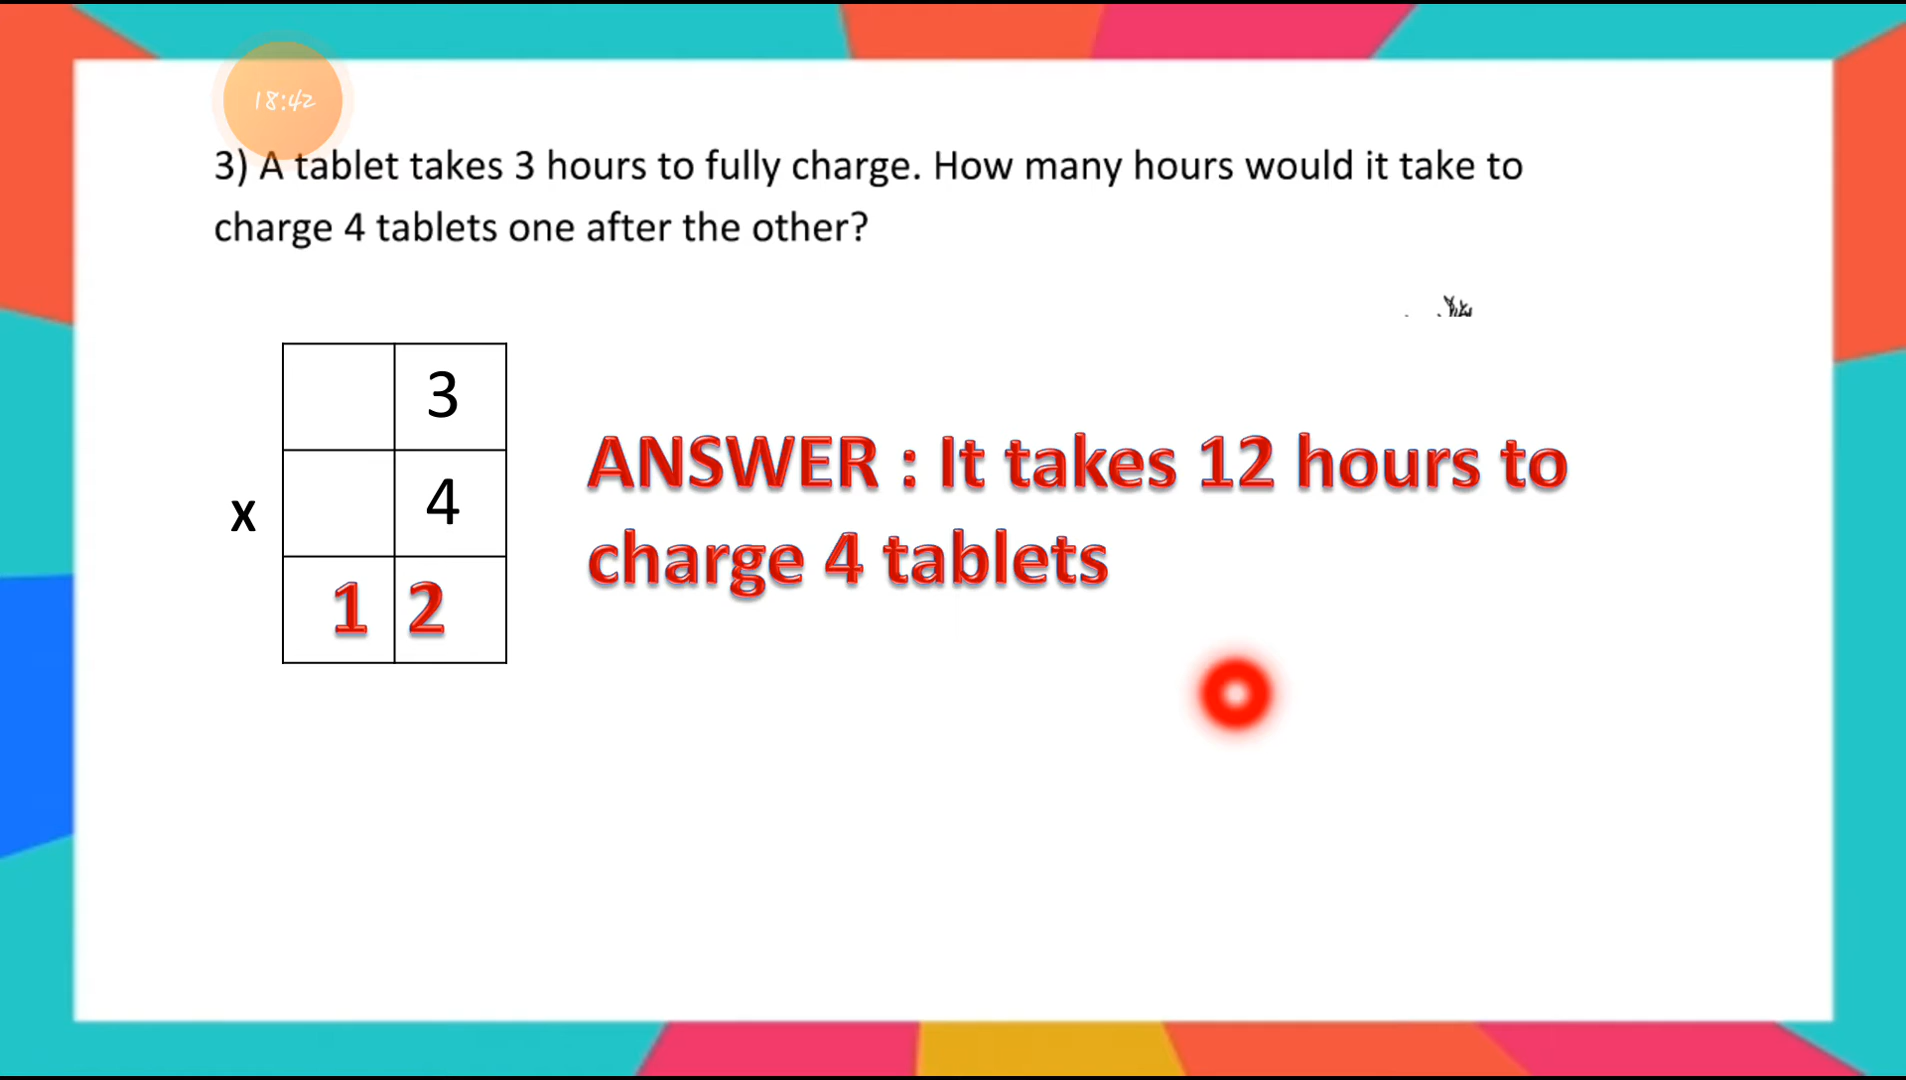 18:42
3) A tablet takes 3 hours to fully charge. How many hours would it take to
charge 4 tablets one after the other?
3
x 4
1 2
ANSWER : It takes 12 hours to
charge 4 tablets